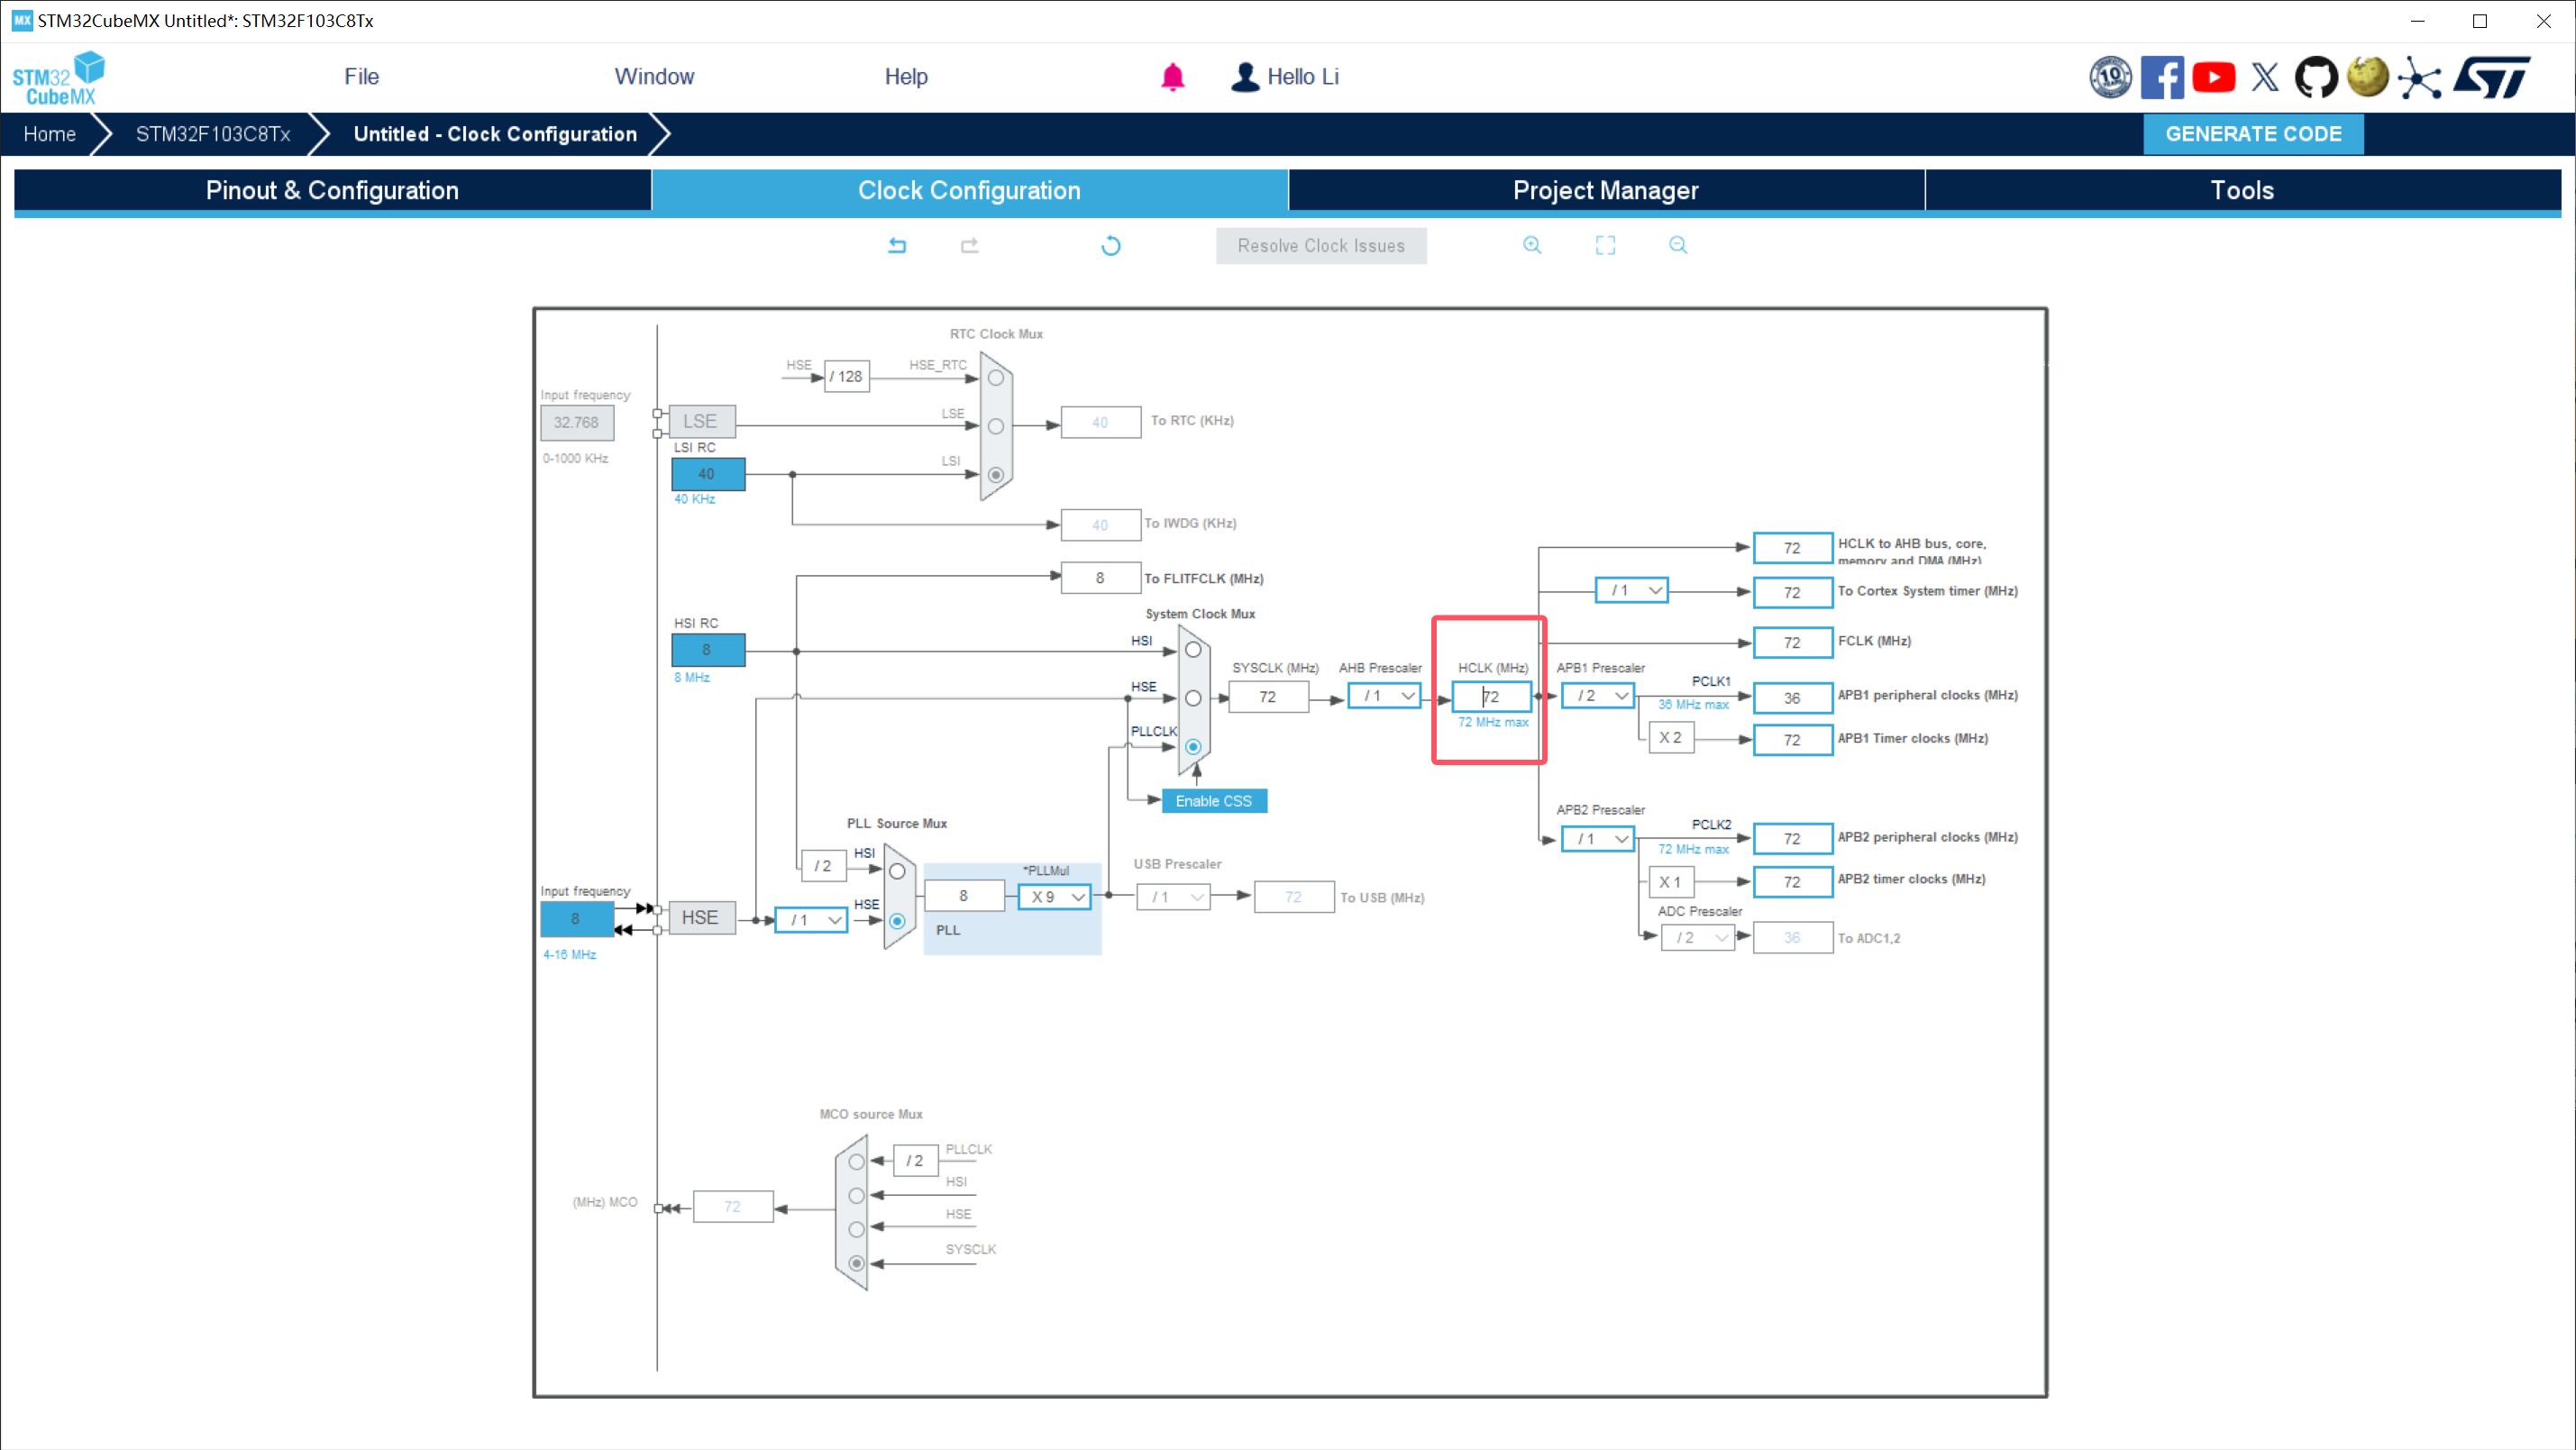 MX STM32CubeMX Untitled*: STM32F103C8Tx
STM32
CubeMX
File
Window
Help
Hello Li
10
ST
Home
STM32F103C8Tx
Untitled - Clock Configuration
GENERATE CODE
Pinout & Configuration
Clock Configuration
Project Manager
Tools
Resolve Clock Issues
RTC Clock Mux
HSE
/ 128
HSE_RTC
Input frequency
32.768
0-1000 KHz
LSE
LSE
40
To RTC (KHz)
LSI RC
40
40 KHz
LSI
40
To IWDG (KHz)
8
To FLITFCLK (MHz)
72
HCLK to AHB bus, core,
memory and DMA (MHz)
/ 1
72
To Cortex System timer (MHz)
System Clock Mux
HSI RC
8
8 MHz
HSI
72
FCLK (MHz)
HSE
SYSCLK (MHz)
72
AHB Prescaler
/ 1
HCLK (MHz)
72
72 MHz max
APB1 Prescaler
/ 2
PCLK1
36 MHz max
36
APB1 peripheral clocks (MHz)
PLLCLK
X 2
72
APB1 Timer clocks (MHz)
Enable CSS
PLL Source Mux
APB2 Prescaler
/ 1
PCLK2
72 MHz max
72
APB2 peripheral clocks (MHz)
/ 2
HSI
*PLLMul
USB Prescaler
X 1
72
APB2 timer clocks (MHz)
Input frequency
8
4-16 MHz
HSE
/ 1
HSE
8
X 9
PLL
/ 1
72
To USB (MHz)
ADC Prescaler
/ 2
36
To ADC1,2
MCO source Mux
/ 2
PLLCLK
HSI
(MHz) MCO
72
HSE
SYSCLK